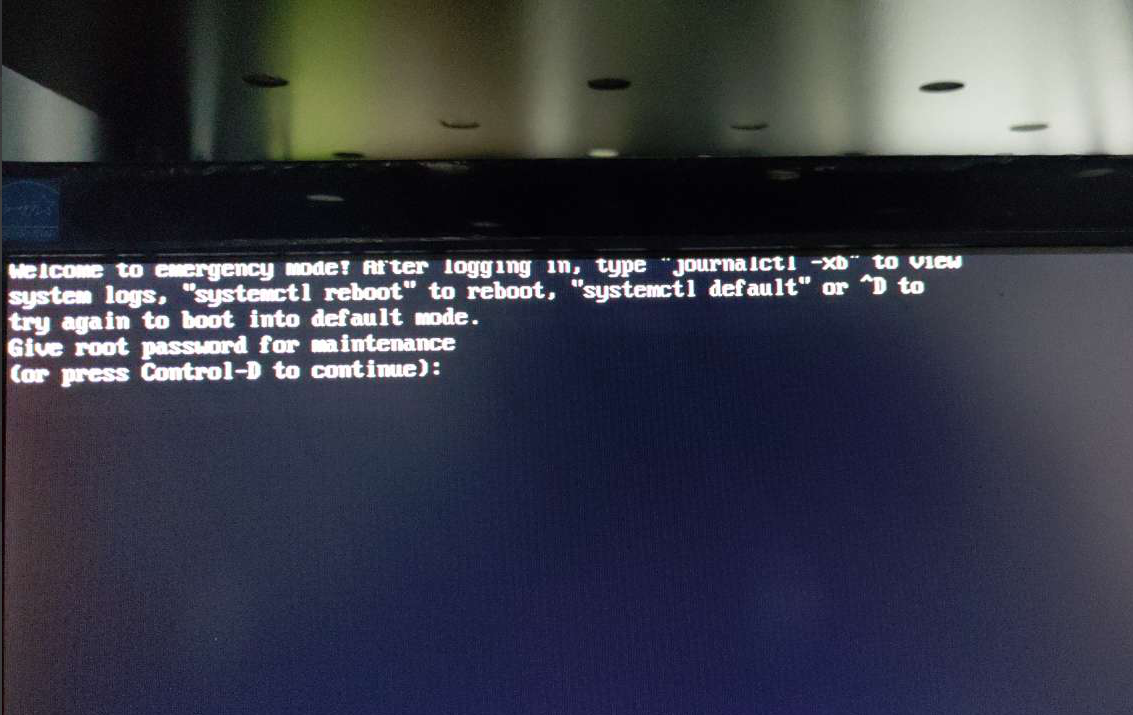 Welcome to emergency mode! After logging in, type "journalctl -xb" to view
system logs, "systemctl reboot" to reboot, "systemctl default" or ^D to
try again to boot into default mode.
Give root password for maintenance
(or press Control-D to continue):